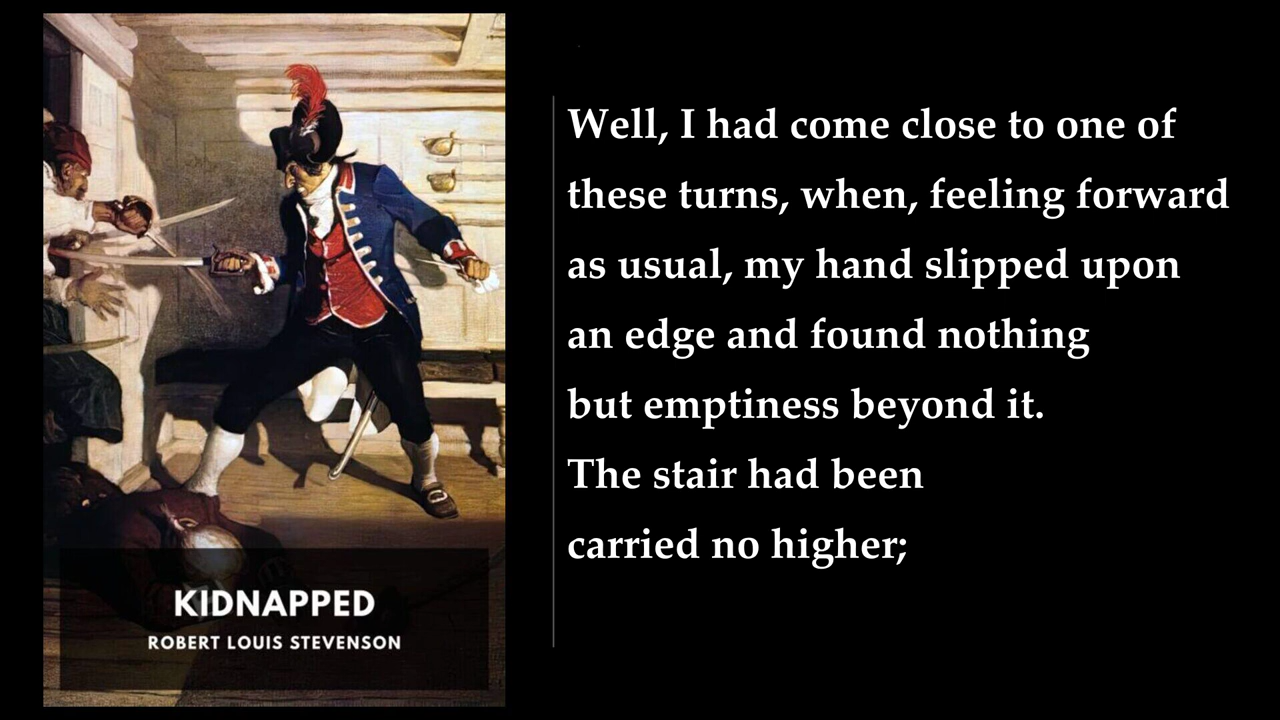 KIDNAPPED
ROBERT LOUIS STEVENSON
Well, I had come close to one of
these turns, when, feeling forward
as usual, my hand slipped upon
an edge and found nothing
but emptiness beyond it.
The stair had been
carried no higher;